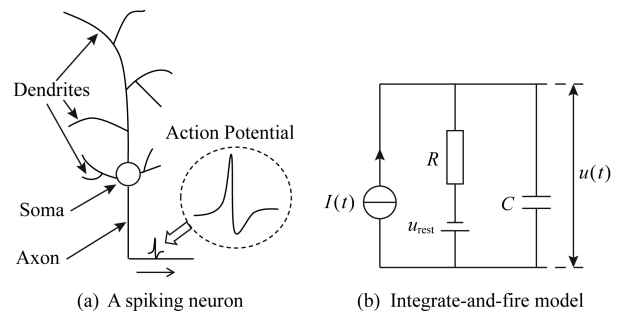 Dendrites
Action Potential
Soma
Axon
(a) A spiking neuron
I(t)
R
u_rest
C
u(t)
(b) Integrate-and-fire model